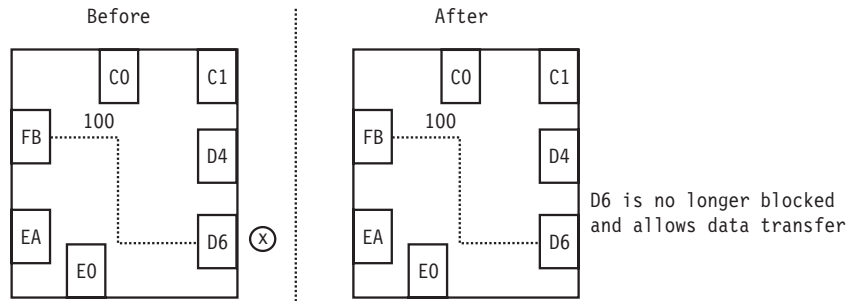 Before
After
C0
C1
FB
100
D4
EA
D6
X
E0
C0
C1
FB
100
D4
EA
D6
E0
D6 is no longer blocked
and allows data transfer